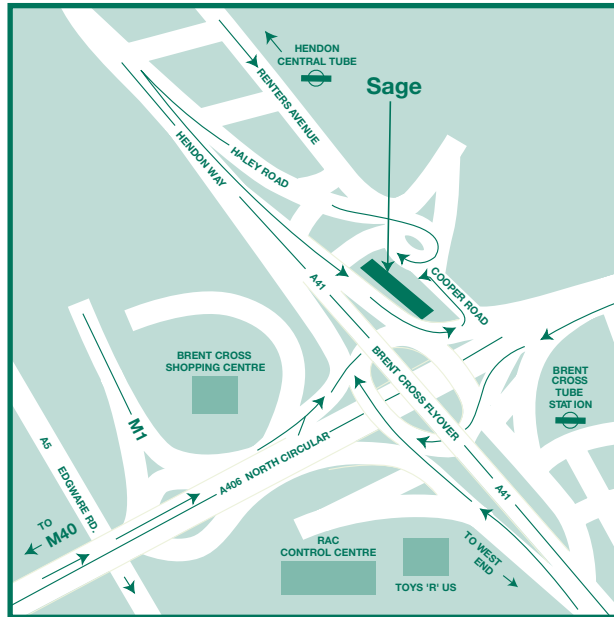 HENDON
CENTRAL TUBE
Sage
RENTERS AVENUE
HALEY ROAD
HENDON WAY
A41
COOPER ROAD
BRENT CROSS
SHOPPING CENTRE
BRENT CROSS FLYOVER
BRENT
CROSS
TUBE
STATION
M1
A5
EDGWARE RD.
A406 NORTH CIRCULAR
A41
TO
M40
RAC
CONTROL CENTRE
TOYS 'R' US
TO WEST
END